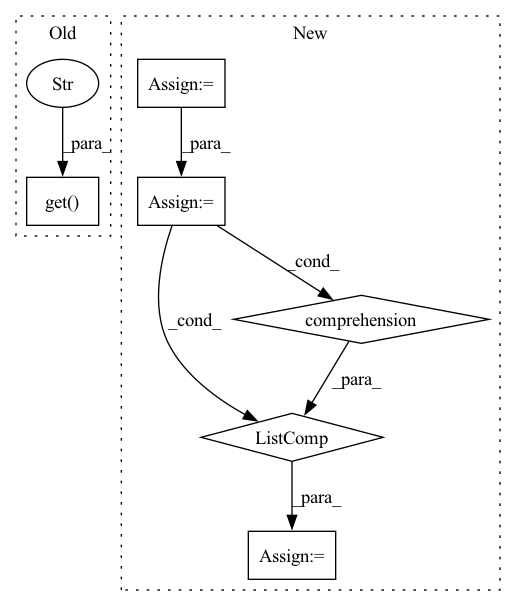 Old
New
Str
Assign:=
_para_
_para_
get()
Assign:=
_cond_
_cond_
comprehension
_para_
ListComp
_para_
Assign:=